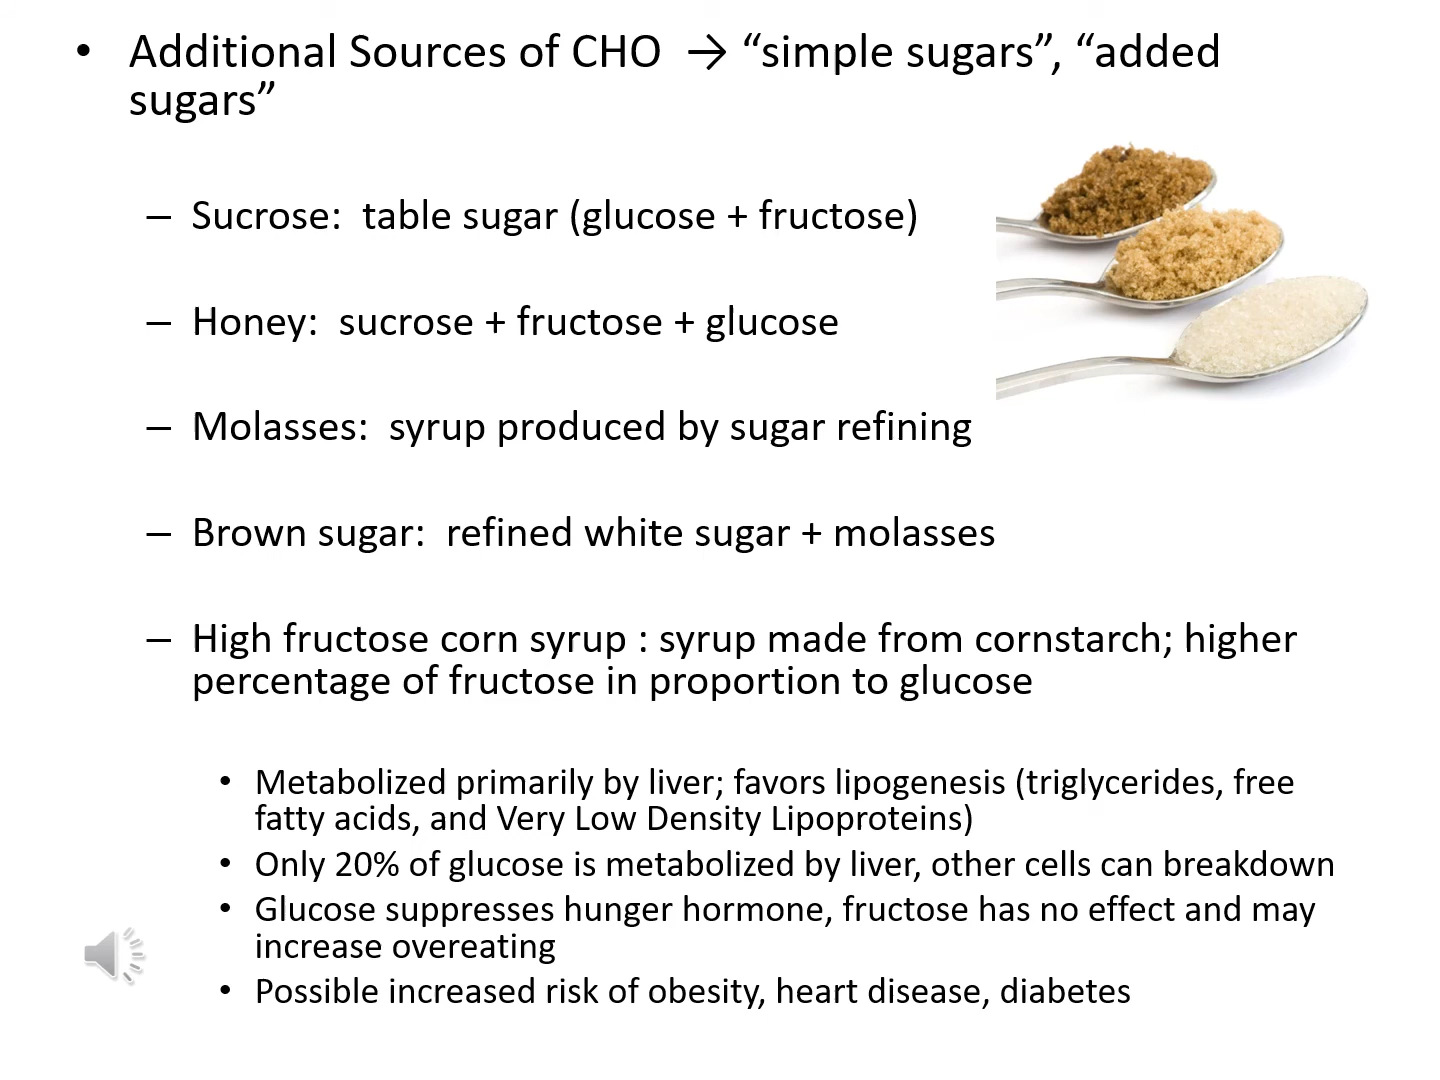 • Additional Sources of CHO → “simple sugars”, “added
sugars”
– Sucrose: table sugar (glucose + fructose)
– Honey: sucrose + fructose + glucose
– Molasses: syrup produced by sugar refining
– Brown sugar: refined white sugar + molasses
– High fructose corn syrup : syrup made from cornstarch; higher
percentage of fructose in proportion to glucose
• Metabolized primarily by liver; favors lipogenesis (triglycerides, free
fatty acids, and Very Low Density Lipoproteins)
• Only 20% of glucose is metabolized by liver, other cells can breakdown
• Glucose suppresses hunger hormone, fructose has no effect and may
increase overeating
• Possible increased risk of obesity, heart disease, diabetes